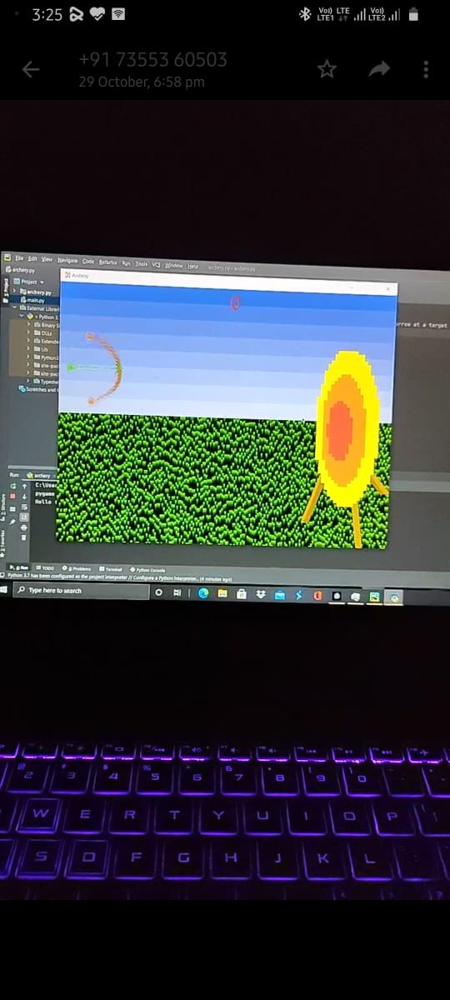 3:25
Vo)) LTE
LTE1
Vo))
LTE2
+91 73553 60503
29 October, 6:58 pm
File Edit View Navigate Code Refactor Run Tools VCS Window Help archery.py - archery.py
archery.py
Project
archery.py
main.py
External Librar
< Python 3.
Binary S
DLLs
Extende
Lib
Python3
site-pac
site-pac
Typeshe
Scratches and
Archery
0
arrow at a target
Run: archery
C:\User
pygame
Hello
Run TODO Problems Terminal Python Console
Python 3.7 has been configured as the project interpreter // Configure a Python Interpreter... (4 minutes ago)
Type here to search
@ 2 3 4 % 5 6 & 7 8 9 0
W E R T Y U I O P
S D F G H J K L